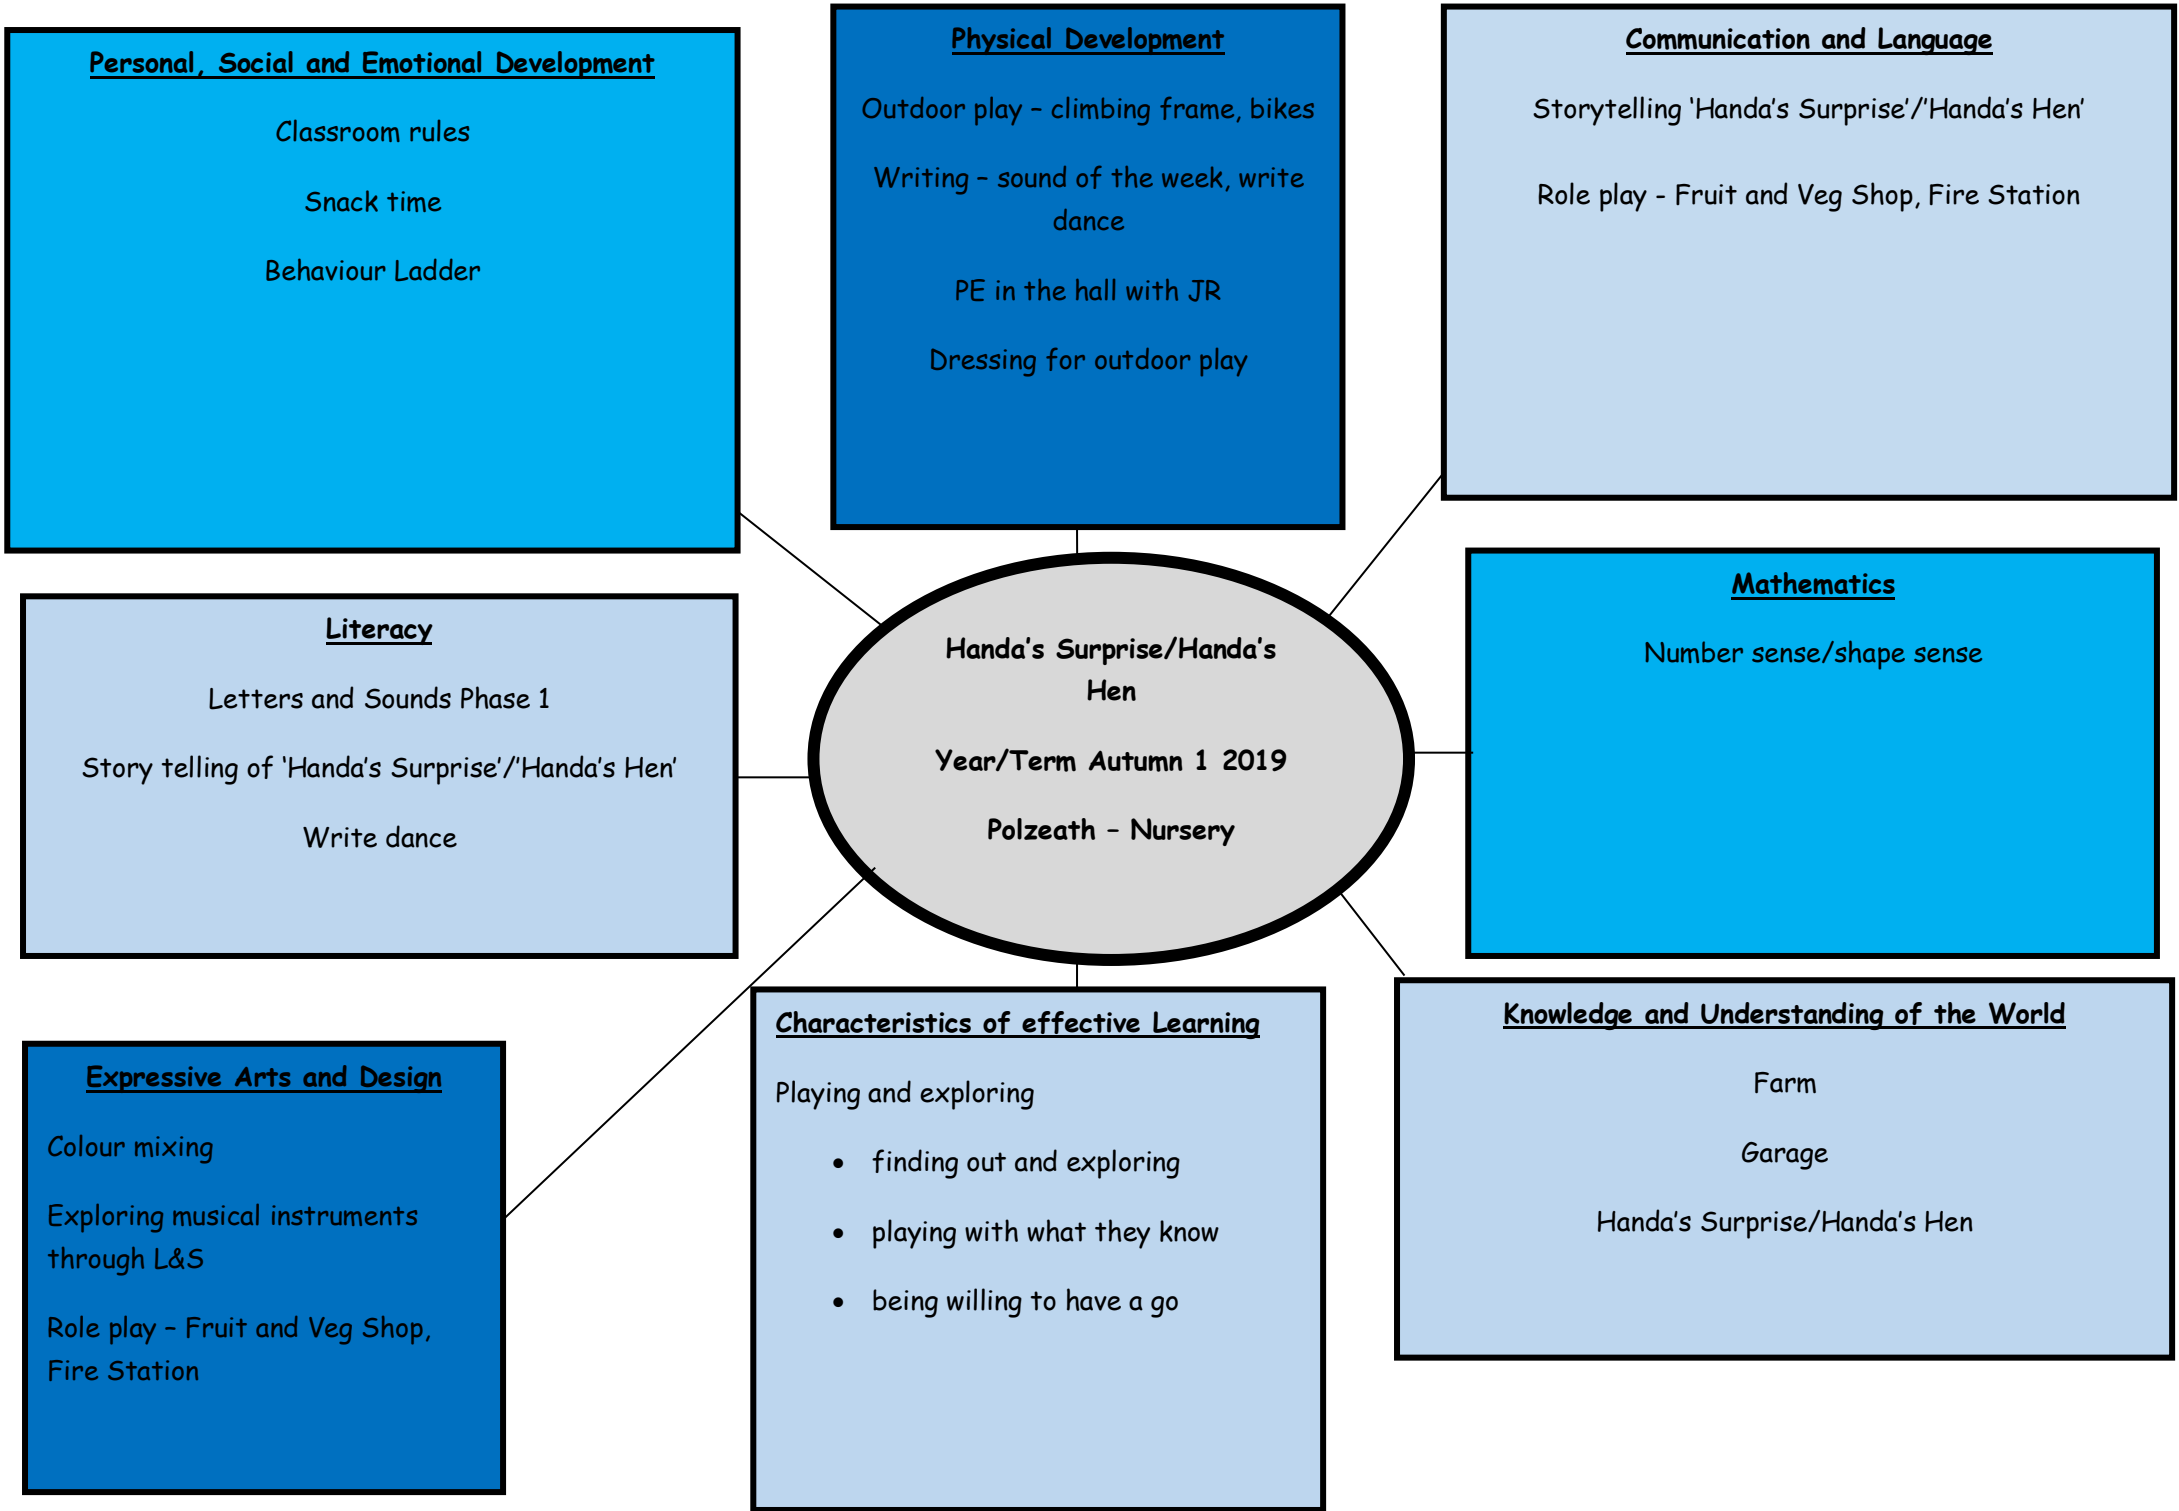 Personal, Social and Emotional Development
Classroom rules
Snack time
Behaviour Ladder
Physical Development
Outdoor play – climbing frame, bikes
Writing – sound of the week, write
dance
PE in the hall with JR
Dressing for outdoor play
Communication and Language
Storytelling ‘Handa’s Surprise’/’Handa’s Hen’
Role play - Fruit and Veg Shop, Fire Station
Literacy
Letters and Sounds Phase 1
Story telling of ‘Handa’s Surprise’/’Handa’s Hen’
Write dance
Handa’s Surprise/Handa’s
Hen
Year/Term Autumn 1 2019
Polzeath – Nursery
Mathematics
Number sense/shape sense
Expressive Arts and Design
Colour mixing
Exploring musical instruments
through L&S
Role play – Fruit and Veg Shop,
Fire Station
Characteristics of effective Learning
Playing and exploring
• finding out and exploring
• playing with what they know
• being willing to have a go
Knowledge and Understanding of the World
Farm
Garage
Handa’s Surprise/Handa’s Hen